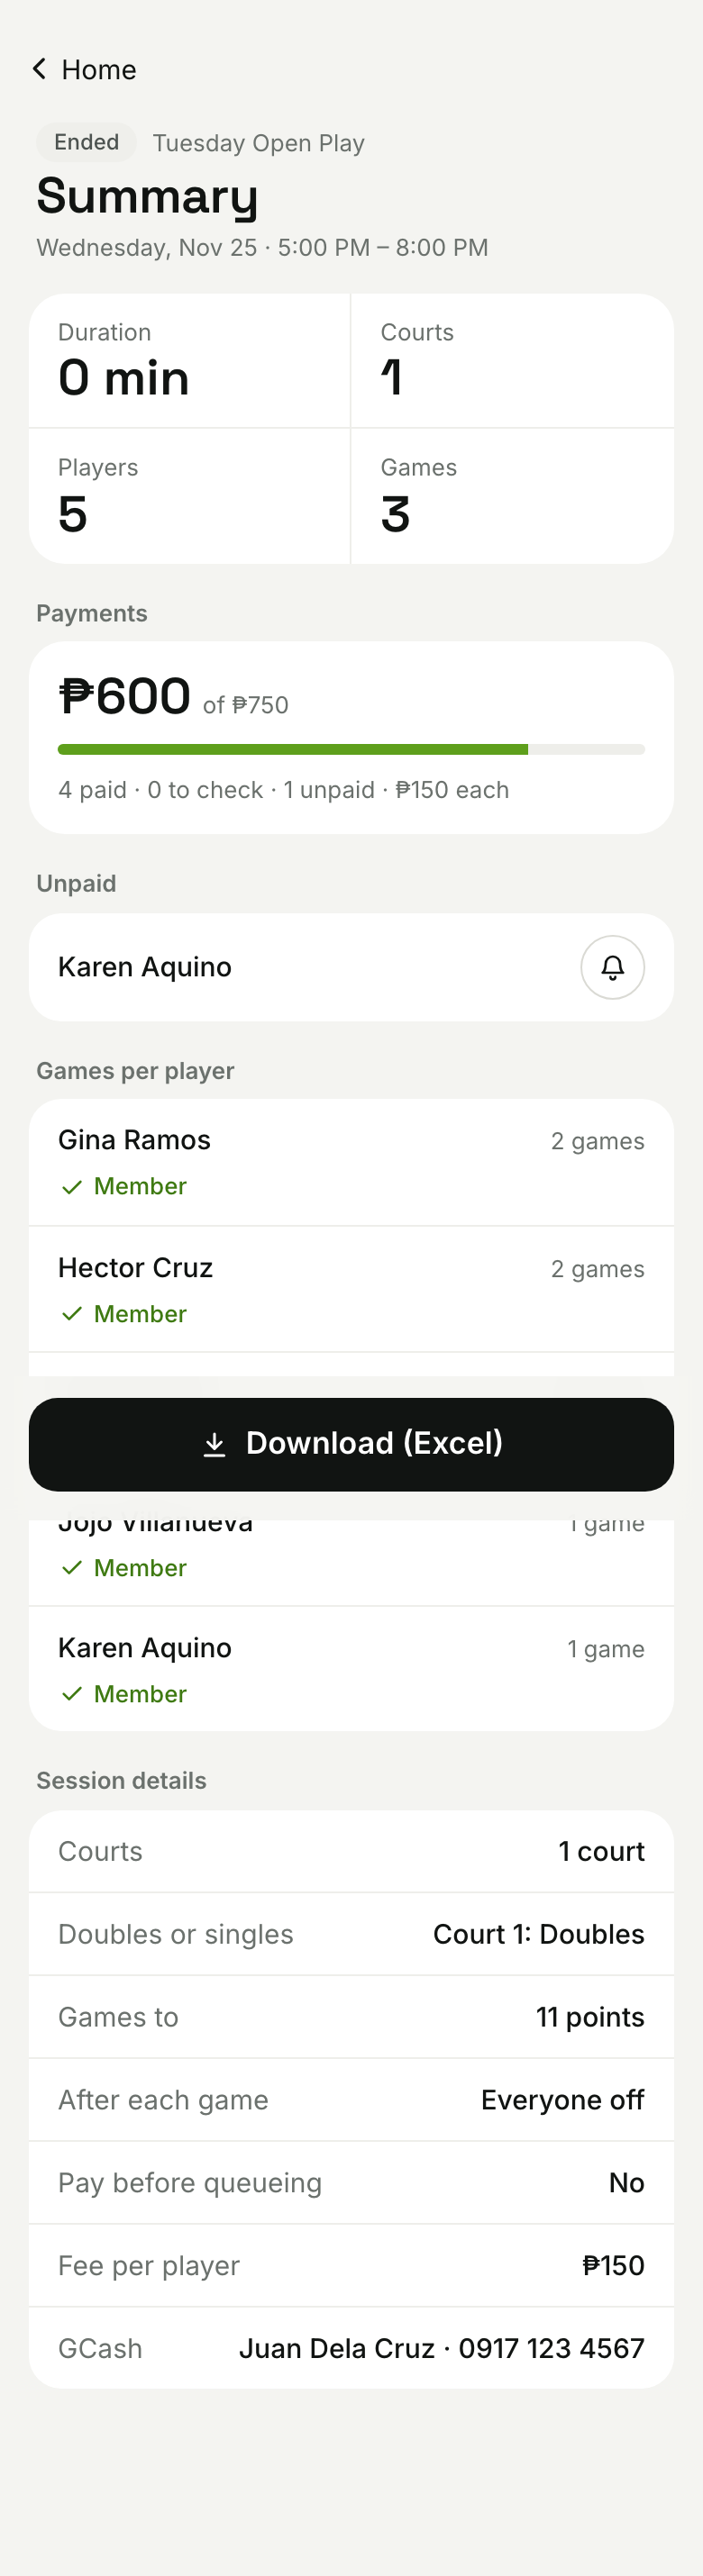 Home
Ended Tuesday Open Play
Summary
Wednesday, Nov 25 · 5:00 PM – 8:00 PM
Duration Courts
0 min 1
Players Games
5 3
Payments
₱600 of ₱750
4 paid · 0 to check · 1 unpaid · ₱150 each
Unpaid
Karen Aquino
Games per player
Gina Ramos 2 games
Member
Hector Cruz 2 games
Member
Download (Excel)
Jojo Villanueva 1 game
Member
Karen Aquino 1 game
Member
Session details
Courts 1 court
Doubles or singles Court 1: Doubles
Games to 11 points
After each game Everyone off
Pay before queueing No
Fee per player ₱150
GCash Juan Dela Cruz · 0917 123 4567